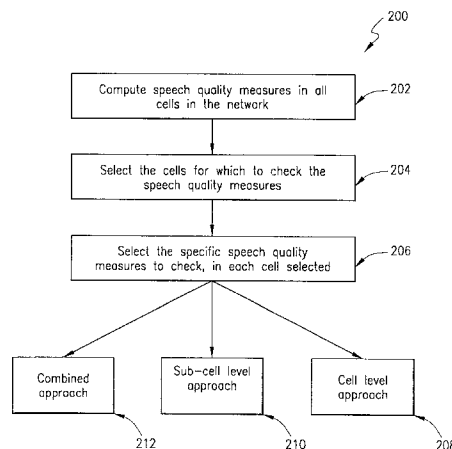 200
Compute speech quality measures in all
cells in the network
202
Select the cells for which to check the
speech quality measures
204
Select the specific speech quality
measures to check, in each cell selected
206
Combined
approach
Sub-cell level
approach
Cell level
approach
212
210
208